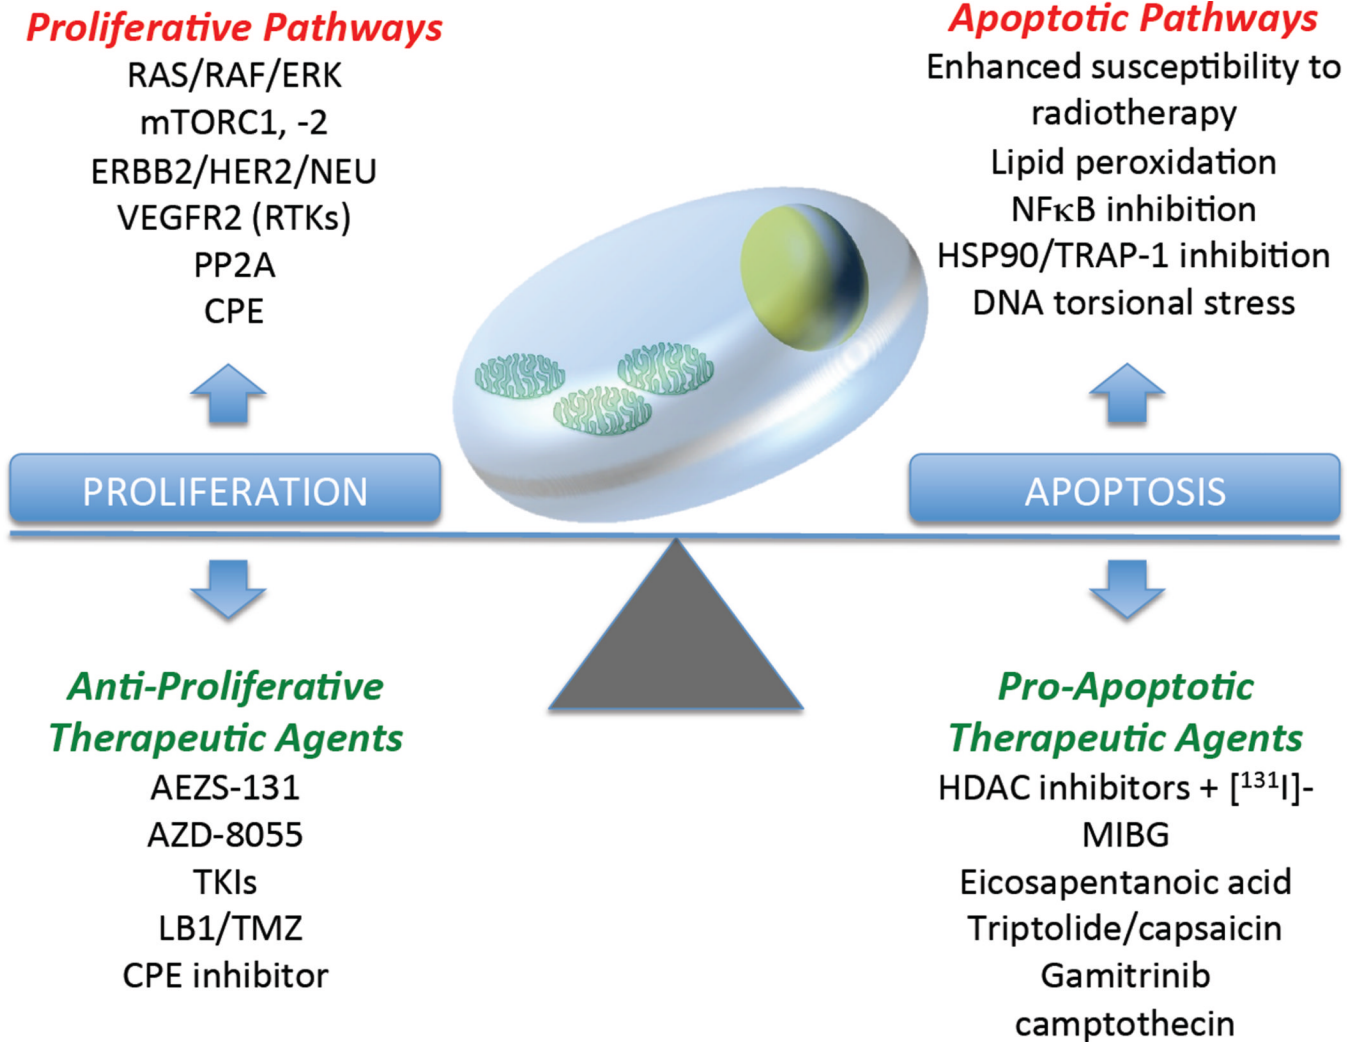 Proliferative Pathways
RAS/RAF/ERK
mTORC1, -2
ERBB2/HER2/NEU
VEGFR2 (RTKs)
PP2A
CPE
Apoptotic Pathways
Enhanced susceptibility to
radiotherapy
Lipid peroxidation
NFκB inhibition
HSP90/TRAP-1 inhibition
DNA torsional stress
PROLIFERATION
APOPTOSIS
Anti-Proliferative
Therapeutic Agents
AEZS-131
AZD-8055
TKIs
LB1/TMZ
CPE inhibitor
Pro-Apoptotic
Therapeutic Agents
HDAC inhibitors + [¹³¹I]-
MIBG
Eicosapentanoic acid
Triptolide/capsaicin
Gamitrinib
camptothecin